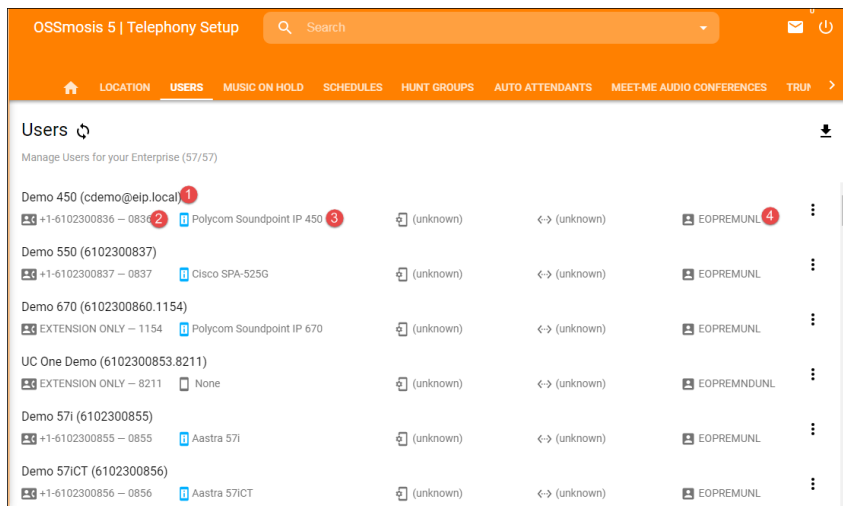 OSSmosis 5 | Telephony Setup Search 0
LOCATION USERS MUSIC ON HOLD SCHEDULES HUNT GROUPS AUTO ATTENDANTS MEET-ME AUDIO CONFERENCES TRUN
Users
Manage Users for your Enterprise (57/57)
Demo 450 (cdemo@eip.local) 1
+1-6102300836 — 0836 2 Polycom Soundpoint IP 450 3 (unknown) (unknown) EOPREMUNL 4
Demo 550 (6102300837)
+1-6102300837 — 0837 Cisco SPA-525G (unknown) (unknown) EOPREMUNL
Demo 670 (6102300860.1154)
EXTENSION ONLY — 1154 Polycom Soundpoint IP 670 (unknown) (unknown) EOPREMUNL
UC One Demo (6102300853.8211)
EXTENSION ONLY — 8211 None (unknown) (unknown) EOPREMNDUNL
Demo 57i (6102300855)
+1-6102300855 — 0855 Aastra 57i (unknown) (unknown) EOPREMUNL
Demo 57iCT (6102300856)
+1-6102300856 — 0856 Aastra 57iCT (unknown) (unknown) EOPREMUNL